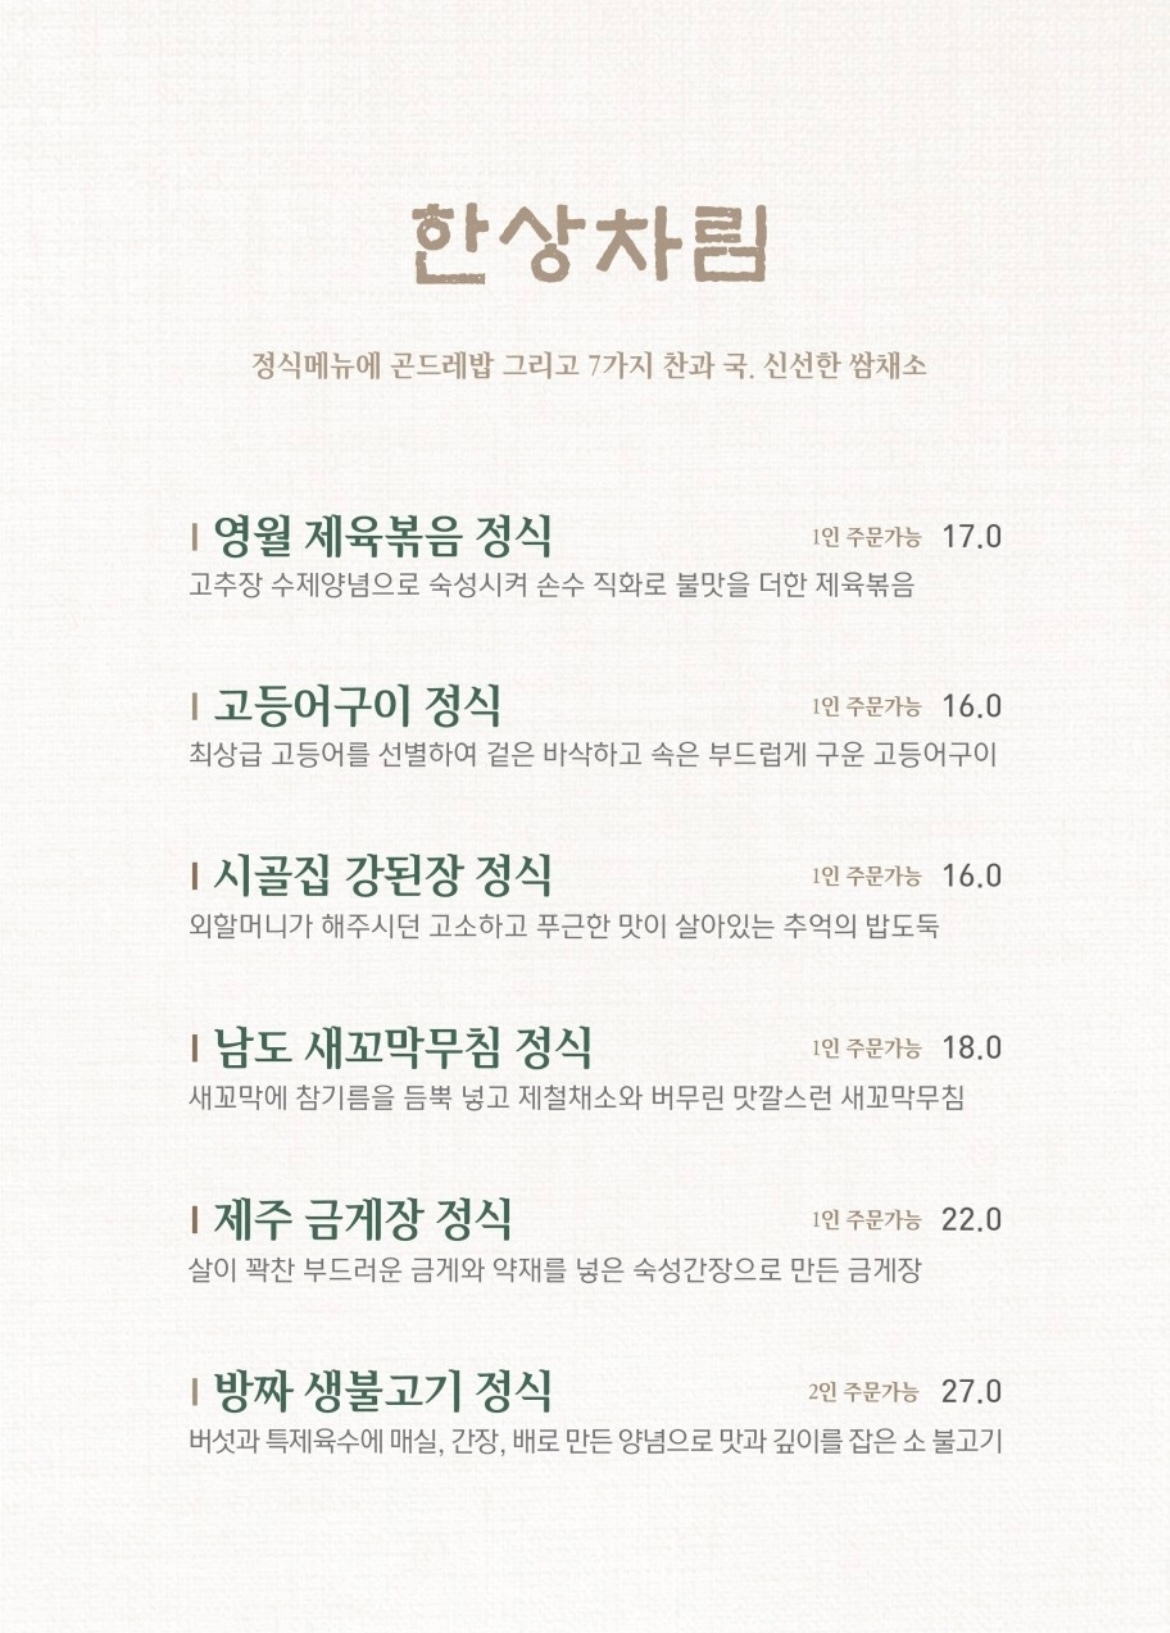 한상차림
정식메뉴에 곤드레밥 그리고 7가지 찬과 국. 신선한 쌈채소
영월 제육볶음 정식 1인 주문가능 17.0
고추장 수제양념으로 숙성시켜 손수 직화로 불맛을 더한 제육볶음
고등어구이 정식 1인 주문가능 16.0
최상급 고등어를 선별하여 겉은 바삭하고 속은 부드럽게 구운 고등어구이
시골집 강된장 정식 1인 주문가능 16.0
외할머니가 해주시던 고소하고 푸근한 맛이 살아있는 추억의 밥도둑
남도 새꼬막무침 정식 1인 주문가능 18.0
새꼬막에 참기름을 듬뿍 넣고 제철채소와 버무린 맛깔스런 새꼬막무침
제주 금게장 정식 1인 주문가능 22.0
살이 꽉찬 부드러운 금게와 약재를 넣은 숙성간장으로 만든 금게장
방짜 생불고기 정식 2인 주문가능 27.0
버섯과 특제육수에 매실, 간장, 배로 만든 양념으로 맛과 깊이를 잡은 소 불고기